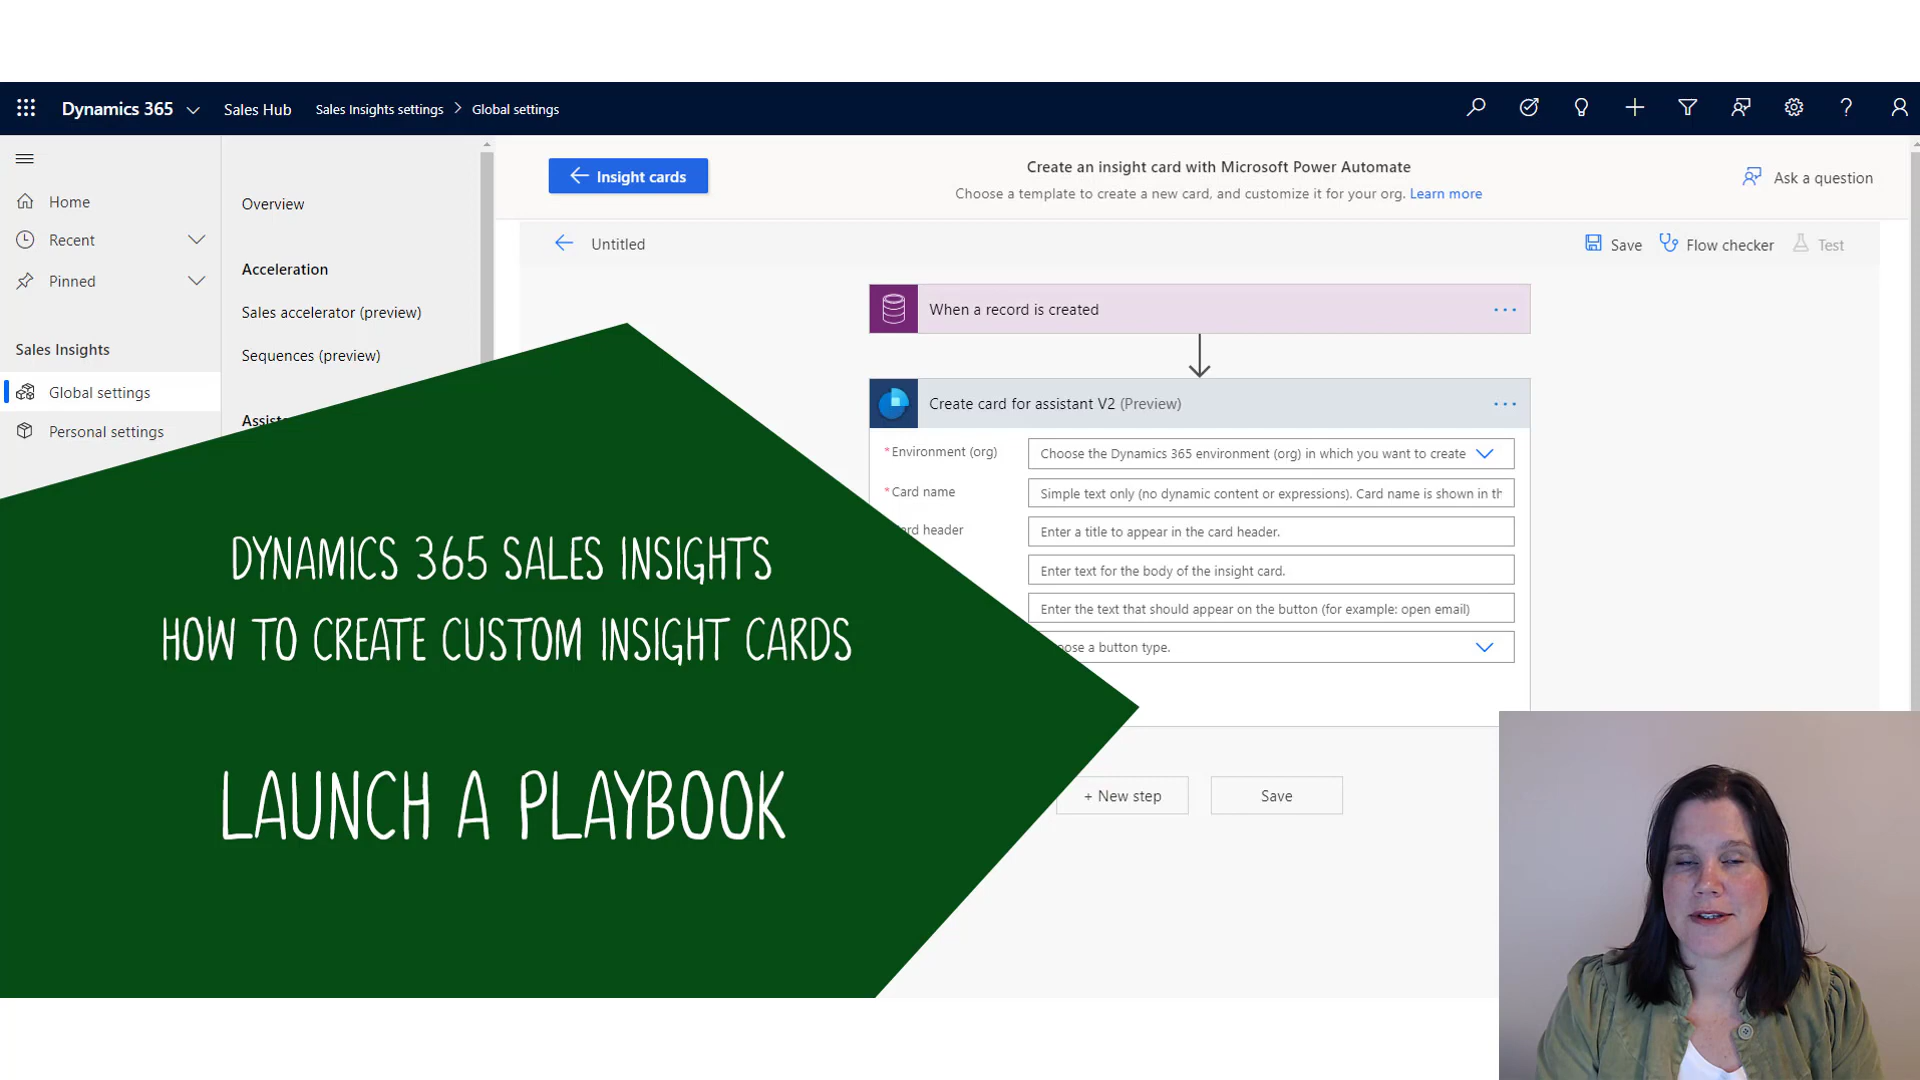 Dynamics 365 Sales Hub Sales Insights settings > Global settings ?
Home
Recent
Pinned
Sales Insights
Global settings
Personal settings
Overview
Acceleration
Sales accelerator (preview)
Sequences (preview)
Insight cards
Create an insight card with Microsoft Power Automate
Choose a template to create a new card, and customize it for your org. Learn more
Ask a question
Untitled
Save Flow checker Test
When a record is created ...
Create card for assistant V2 (Preview) ...
*Environment (org) Choose the Dynamics 365 environment (org) in which you want to create
*Card name Simple text only (no dynamic content or expressions). Card name is shown in th
header Enter a title to appear in the card header.
Enter text for the body of the insight card.
Enter the text that should appear on the button (for example: open email)
a button type.
+ New step Save
DYNAMICS 365 SALES INSIGHTS
HOW TO CREATE CUSTOM INSIGHT CARDS
LAUNCH A PLAYBOOK